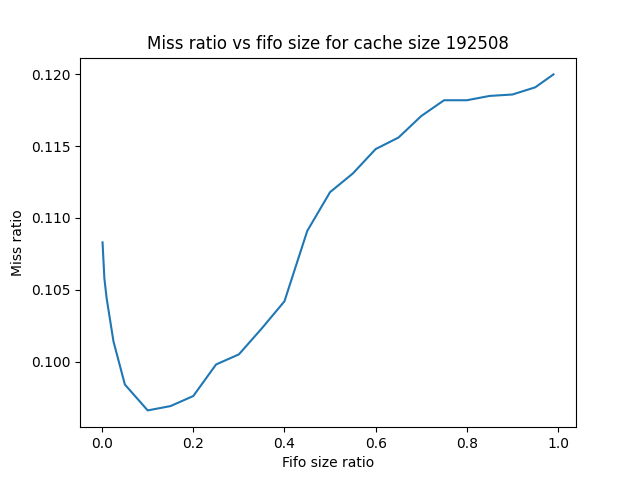 Miss ratio vs fifo size for cache size 192508
0.120
0.115
0.110
0.105
0.100
Miss ratio
0.0 0.2 0.4 0.6 0.8 1.0
Fifo size ratio